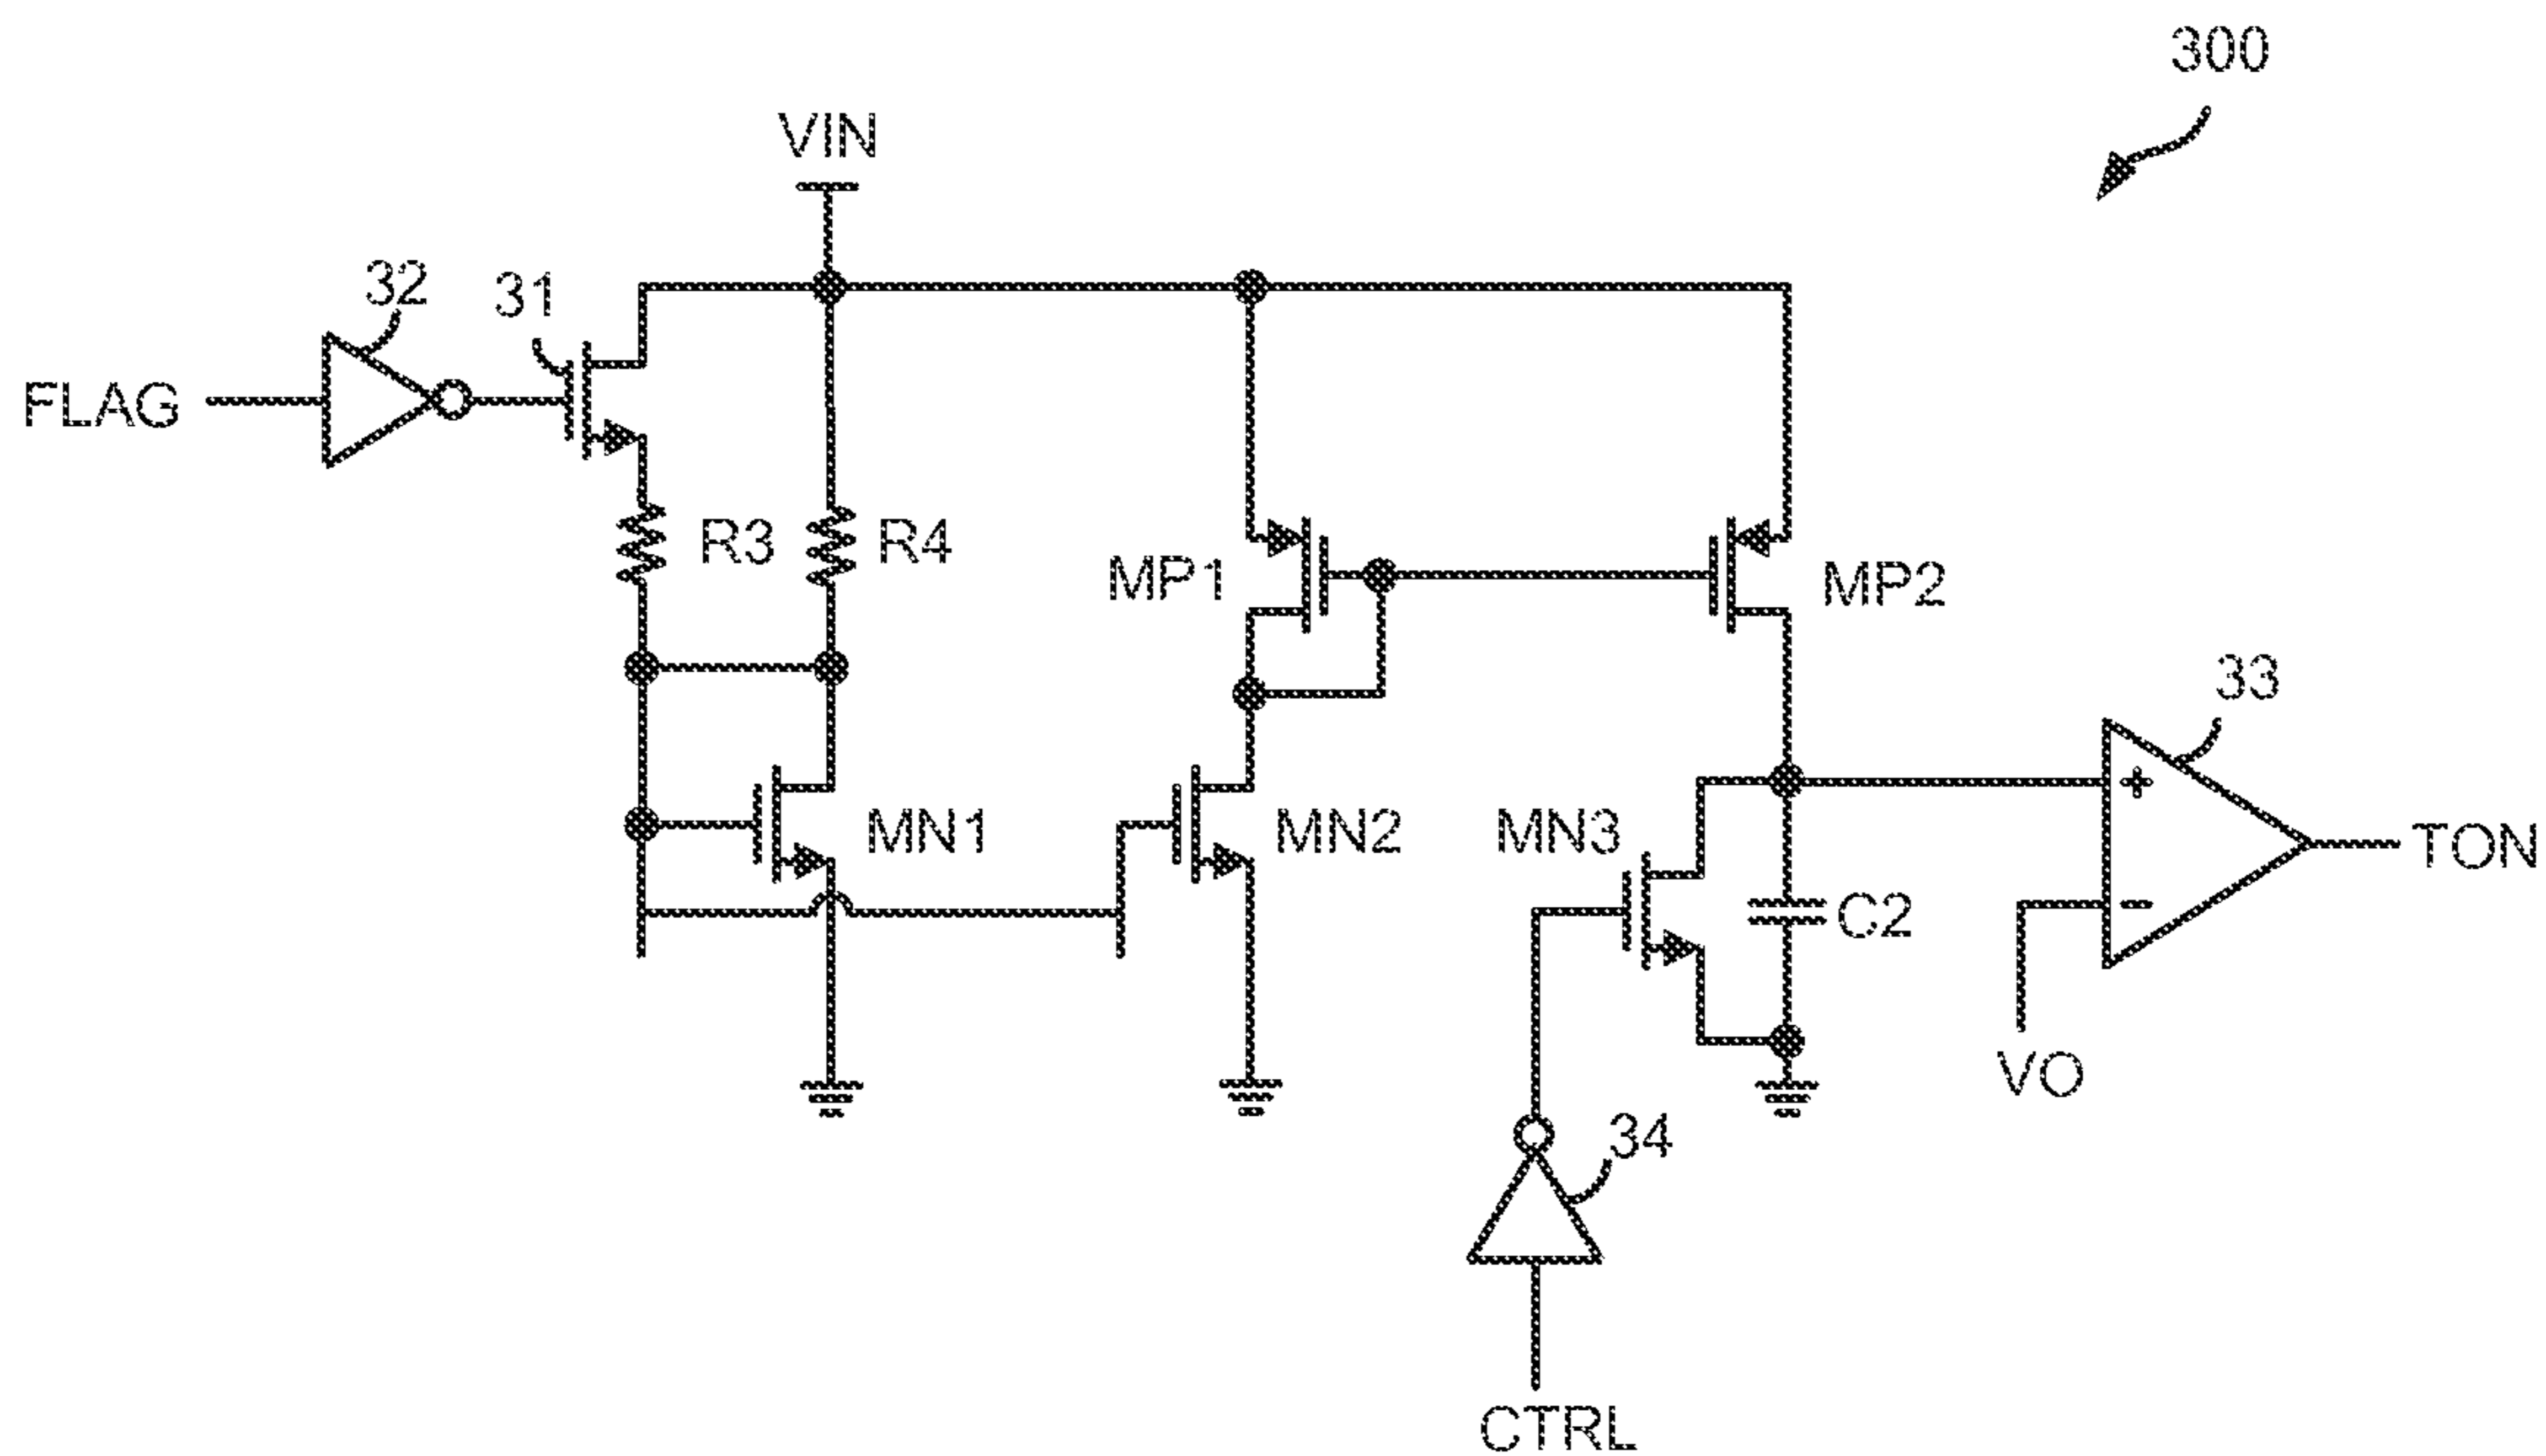 300
VIN
32
31
FLAG
R3
R4
MP1
MP2
33
+
MN1
MN2
MN3
TON
C2
-
VO
34
CTRL